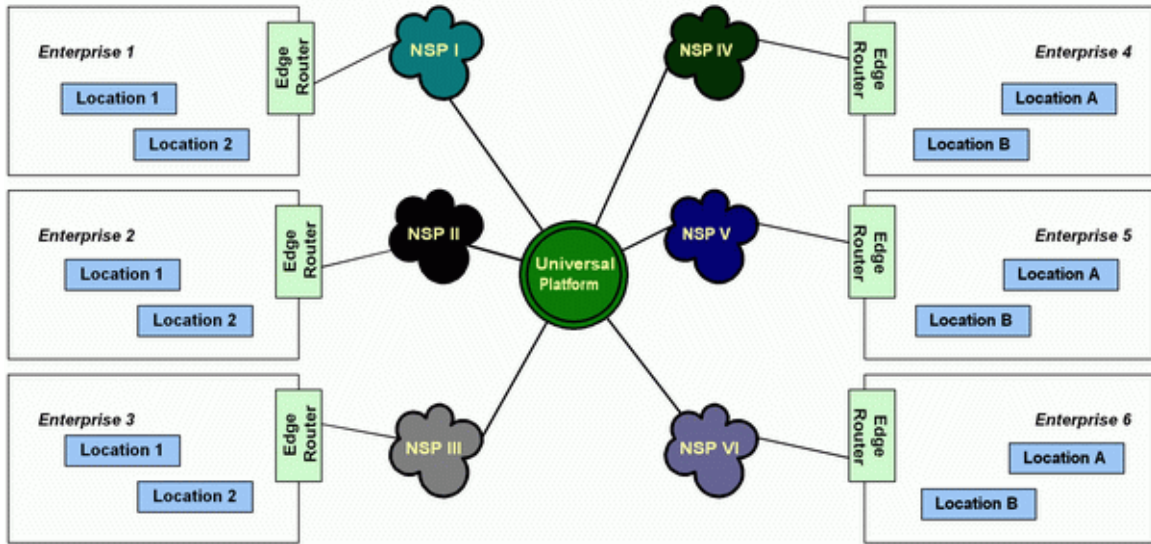 Enterprise 1
Location 1
Location 2
Edge
Router
NSP I
NSP IV
Edge
Router
Enterprise 4
Location A
Location B
Enterprise 2
Location 1
Location 2
Edge
Router
NSP II
Universal
Platform
NSP V
Edge
Router
Enterprise 5
Location A
Location B
Enterprise 3
Location 1
Location 2
Edge
Router
NSP III
NSP VI
Edge
Router
Enterprise 6
Location A
Location B